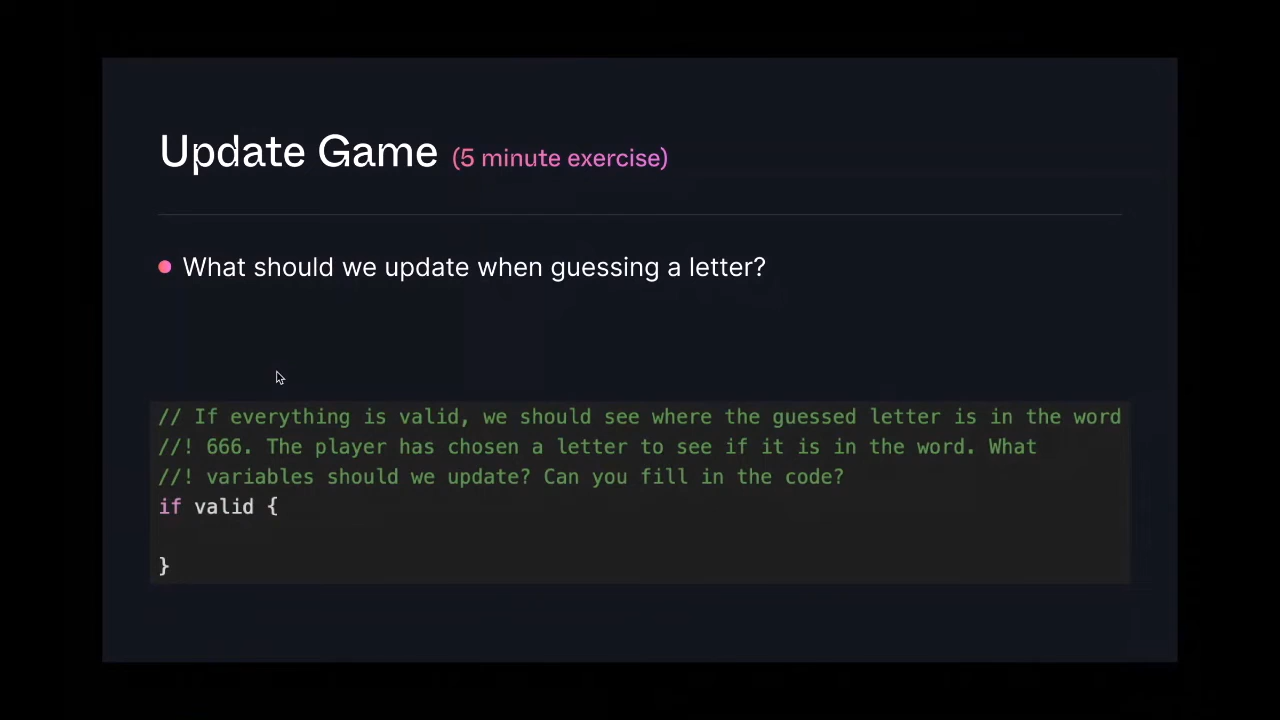 Update Game (5 minute exercise)
What should we update when guessing a letter?
// If everything is valid, we should see where the guessed letter is in the word
//! 666. The player has chosen a letter to see if it is in the word. What
//! variables should we update? Can you fill in the code?
if valid {
}